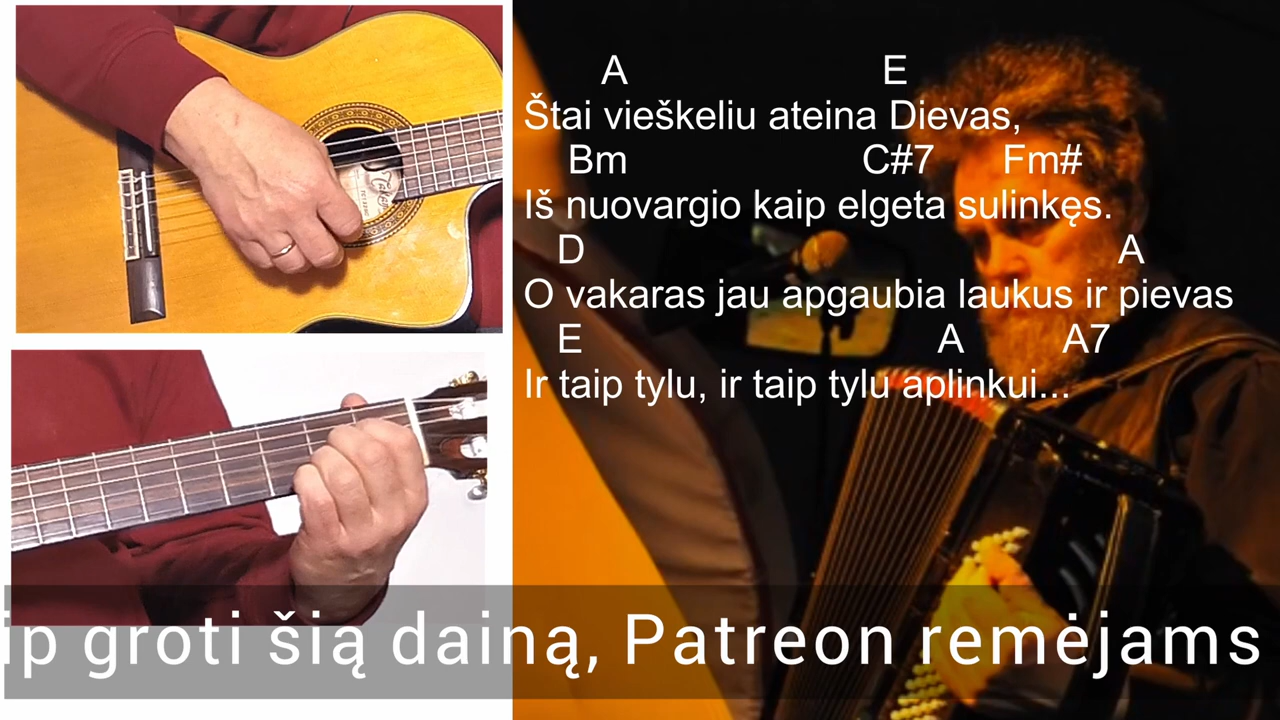 A E
Štai vieškeliu ateina Dievas,
Bm C#7 Fm#
Iš nuovargio kaip elgeta sulinkęs.
D A
O vakaras jau apgaubia laukus ir pievas
E A A7
Ir taip tylu, ir taip tylu aplinkui...
ip groti šią dainą, Patreon remėjams